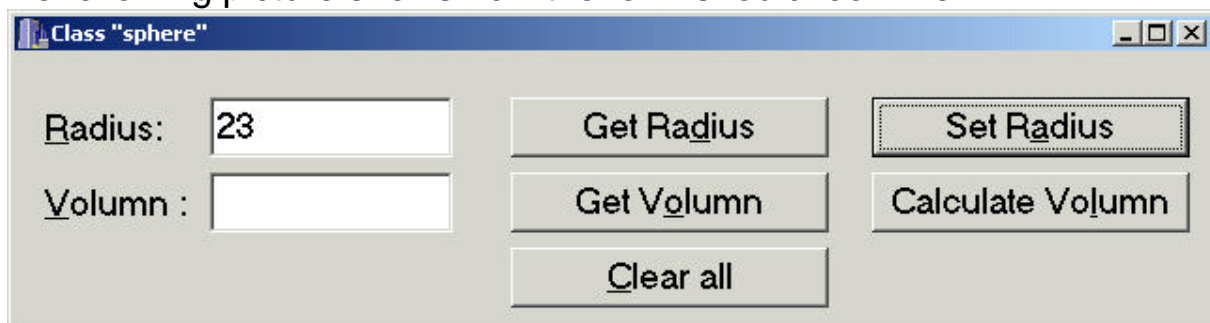 Class "sphere"
Radius: 23 Get Radius Set Radius
Volumn : Get Volumn Calculate Volumn
Clear all